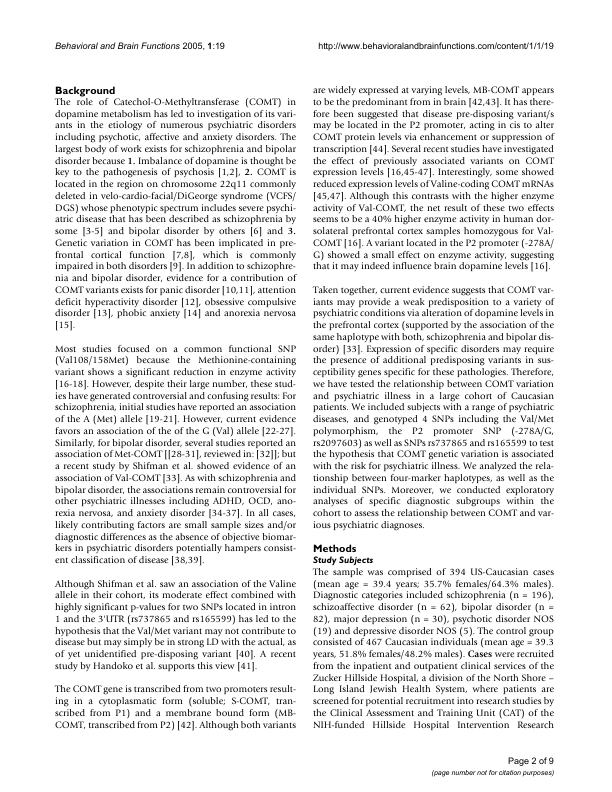 Behavioral and Brain Functions 2005, 1:19
http://www.behavioralandbrainfunctions.com/content/1/1/19
Background
The role of Catechol-O-Methyltransferase (COMT) in
dopamine metabolism has led to investigation of its vari-
ants in the etiology of numerous psychiatric disorders
including psychotic, affective and anxiety disorders. The
largest body of work exists for schizophrenia and bipolar
disorder because 1. Imbalance of dopamine is thought be
key to the pathogenesis of psychosis [1,2], 2. COMT is
located in the region on chromosome 22q11 commonly
deleted in velo-cardio-facial/DiGeorge syndrome (VCFS/
DGS) whose phenotypic spectrum includes severe psychi-
atric disease that has been described as schizophrenia by
some [3-5] and bipolar disorder by others [6] and 3.
Genetic variation in COMT has been implicated in pre-
frontal cortical function [7,8], which is commonly
impaired in both disorders [9]. In addition to schizophre-
nia and bipolar disorder, evidence for a contribution of
COMT variants exists for panic disorder [10,11], attention
deficit hyperactivity disorder [12], obsessive compulsive
disorder [13], phobic anxiety [14] and anorexia nervosa
[15].
Most studies focused on a common functional SNP
(Val108/158Met) because the Methionine-containing
variant shows a significant reduction in enzyme activity
[16-18]. However, despite their large number, these stud-
ies have generated controversial and confusing results: For
schizophrenia, initial studies have reported an association
of the A (Met) allele [19-21]. However, current evidence
favors an association of the of the G (Val) allele [22-27].
Similarly, for bipolar disorder, several studies reported an
association of Met-COMT [[28-31], reviewed in: [32]]; but
a recent study by Shifman et al. showed evidence of an
association of Val-COMT [33]. As with schizophrenia and
bipolar disorder, the associations remain controversial for
other psychiatric illnesses including ADHD, OCD, ano-
rexia nervosa, and anxiety disorder [34-37]. In all cases,
likely contributing factors are small sample sizes and/or
diagnostic differences as the absence of objective biomar-
kers in psychiatric disorders potentially hampers consist-
ent classification of disease [38,39].
Although Shifman et al. saw an association of the Valine
allele in their cohort, its moderate effect combined with
highly significant p-values for two SNPs located in intron
1 and the 3'UTR (rs737865 and rs165599) has led to the
hypothesis that the Val/Met variant may not contribute to
disease but may simply be in strong LD with the actual, as
of yet unidentified pre-disposing variant [40]. A recent
study by Handoko et al. supports this view [41].
The COMT gene is transcribed from two promoters result-
ing in a cytoplasmatic form (soluble; S-COMT, tran-
scribed from P1) and a membrane bound form (MB-
COMT, transcribed from P2) [42]. Although both variants
are widely expressed at varying levels, MB-COMT appears
to be the predominant from in brain [42,43]. It has there-
fore been suggested that disease pre-disposing variant/s
may be located in the P2 promoter, acting in cis to alter
COMT protein levels via enhancement or suppression of
transcription [44]. Several recent studies have investigated
the effect of previously associated variants on COMT
expression levels [16,45-47]. Interestingly, some showed
reduced expression levels of Valine-coding COMT mRNAs
[45,47]. Although this contrasts with the higher enzyme
activity of Val-COMT, the net result of these two effects
seems to be a 40% higher enzyme activity in human dor-
solateral prefrontal cortex samples homozygous for Val-
COMT [16]. A variant located in the P2 promoter (-278A/
G) showed a small effect on enzyme activity, suggesting
that it may indeed influence brain dopamine levels [16].
Taken together, current evidence suggests that COMT var-
iants may provide a weak predisposition to a variety of
psychiatric conditions via alteration of dopamine levels in
the prefrontal cortex (supported by the association of the
same haplotype with both, schizophrenia and bipolar dis-
order) [33]. Expression of specific disorders may require
the presence of additional predisposing variants in sus-
ceptibility genes specific for these pathologies. Therefore,
we have tested the relationship between COMT variation
and psychiatric illness in a large cohort of Caucasian
patients. We included subjects with a range of psychiatric
diseases, and genotyped 4 SNPs including the Val/Met
polymorphism, the P2 promoter SNP (-278A/G,
rs2097603) as well as SNPs rs737865 and rs165599 to test
the hypothesis that COMT genetic variation is associated
with the risk for psychiatric illness. We analyzed the rela-
tionship between four-marker haplotypes, as well as the
individual SNPs. Moreover, we conducted exploratory
analyses of specific diagnostic subgroups within the
cohort to assess the relationship between COMT and var-
ious psychiatric diagnoses.
Methods
Study Subjects
The sample was comprised of 394 US-Caucasian cases
(mean age = 39.4 years; 35.7% females/64.3% males).
Diagnostic categories included schizophrenia (n = 196),
schizoaffective disorder (n = 62), bipolar disorder (n =
82), major depression (n = 30), psychotic disorder NOS
(19) and depressive disorder NOS (5). The control group
consisted of 467 Caucasian individuals (mean age = 39.3
years, 51.8% females/48.2% males). Cases were recruited
from the inpatient and outpatient clinical services of the
Zucker Hillside Hospital, a division of the North Shore –
Long Island Jewish Health System, where patients are
screened for potential recruitment into research studies by
the Clinical Assessment and Training Unit (CAT) of the
NIH-funded Hillside Hospital Intervention Research
Page 2 of 9
(page number not for citation purposes)